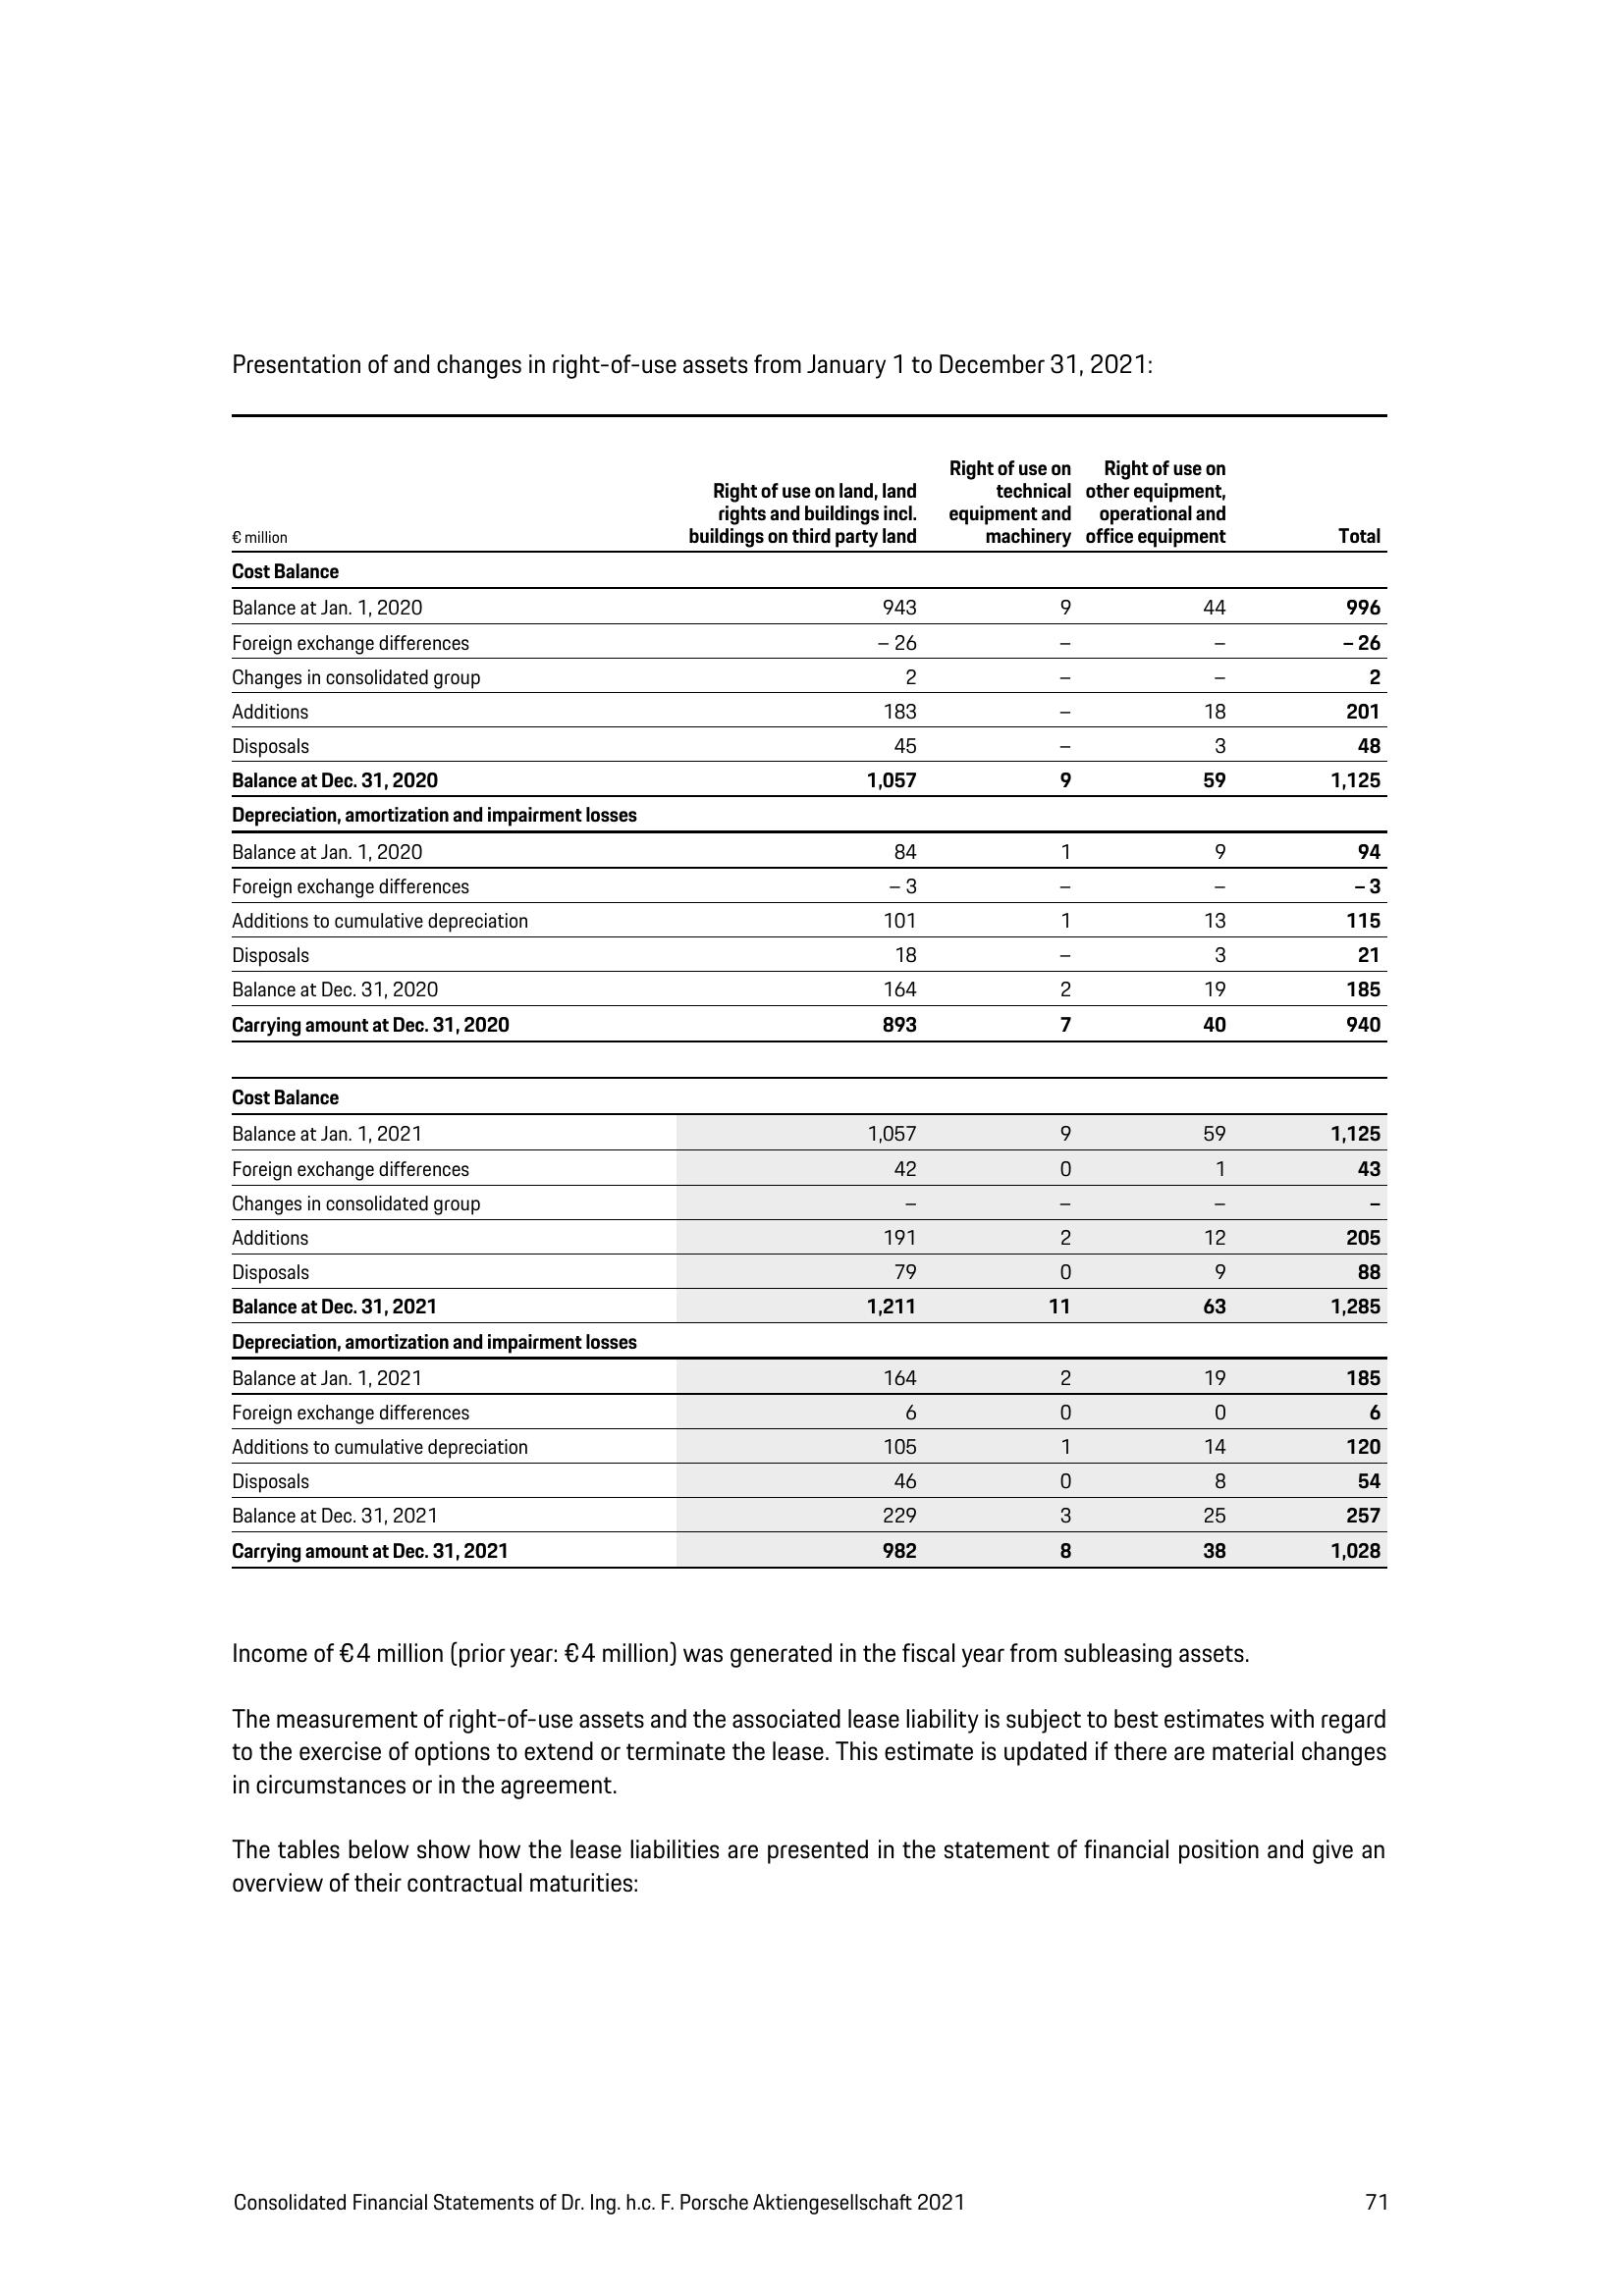 Presentation of and changes in right-of-use assets from January 1 to December 31, 2021:
€ million
Right of use on land, land
rights and buildings incl.
buildings on third party land
Right of use on
technical
equipment and
machinery
Right of use on
other equipment,
operational and
office equipment
Total
Cost Balance
Balance at Jan. 1, 2020 943 9 44 996
Foreign exchange differences – 26 – – – 26
Changes in consolidated group 2 – – 2
Additions 183 – 18 201
Disposals 45 – 3 48
Balance at Dec. 31, 2020 1,057 9 59 1,125
Depreciation, amortization and impairment losses
Balance at Jan. 1, 2020 84 1 9 94
Foreign exchange differences – 3 – – – 3
Additions to cumulative depreciation 101 1 13 115
Disposals 18 – 3 21
Balance at Dec. 31, 2020 164 2 19 185
Carrying amount at Dec. 31, 2020 893 7 40 940
Cost Balance
Balance at Jan. 1, 2021 1,057 9 59 1,125
Foreign exchange differences 42 0 1 43
Changes in consolidated group – – – –
Additions 191 2 12 205
Disposals 79 0 9 88
Balance at Dec. 31, 2021 1,211 11 63 1,285
Depreciation, amortization and impairment losses
Balance at Jan. 1, 2021 164 2 19 185
Foreign exchange differences 6 0 0 6
Additions to cumulative depreciation 105 1 14 120
Disposals 46 0 8 54
Balance at Dec. 31, 2021 229 3 25 257
Carrying amount at Dec. 31, 2021 982 8 38 1,028
Income of €4 million (prior year: €4 million) was generated in the fiscal year from subleasing assets.
The measurement of right-of-use assets and the associated lease liability is subject to best estimates with regard
to the exercise of options to extend or terminate the lease. This estimate is updated if there are material changes
in circumstances or in the agreement.
The tables below show how the lease liabilities are presented in the statement of financial position and give an
overview of their contractual maturities:
Consolidated Financial Statements of Dr. Ing. h.c. F. Porsche Aktiengesellschaft 2021 71